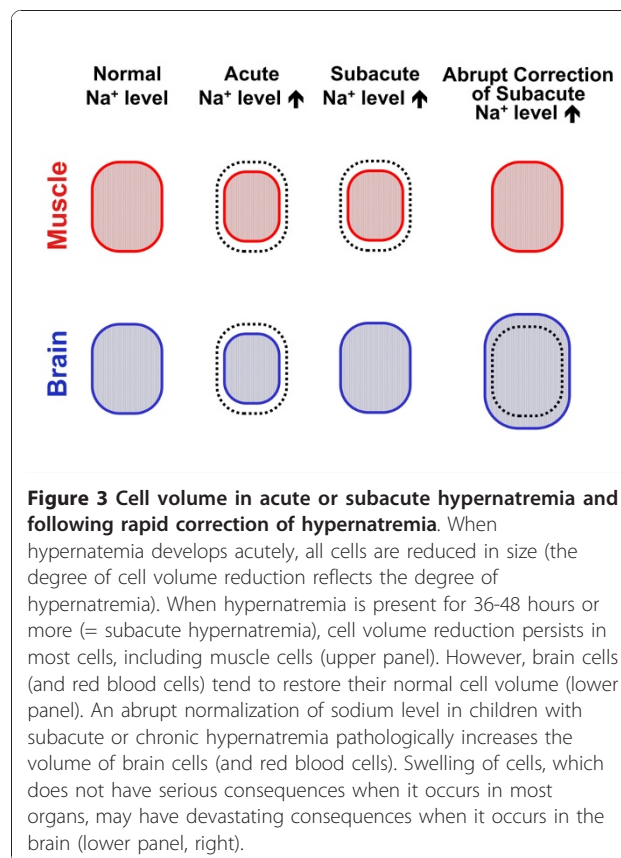 Normal
Na⁺ level
Acute
Na⁺ level ↑
Subacute
Na⁺ level ↑
Abrupt Correction
of Subacute
Na⁺ level ↑
Muscle
Brain
Figure 3 Cell volume in acute or subacute hypernatremia and
following rapid correction of hypernatremia. When
hypernatemia develops acutely, all cells are reduced in size (the
degree of cell volume reduction reflects the degree of
hypernatremia). When hypernatremia is present for 36-48 hours or
more (= subacute hypernatremia), cell volume reduction persists in
most cells, including muscle cells (upper panel). However, brain cells
(and red blood cells) tend to restore their normal cell volume (lower
panel). An abrupt normalization of sodium level in children with
subacute or chronic hypernatremia pathologically increases the
volume of brain cells (and red blood cells). Swelling of cells, which
does not have serious consequences when it occurs in most
organs, may have devastating consequences when it occurs in the
brain (lower panel, right).